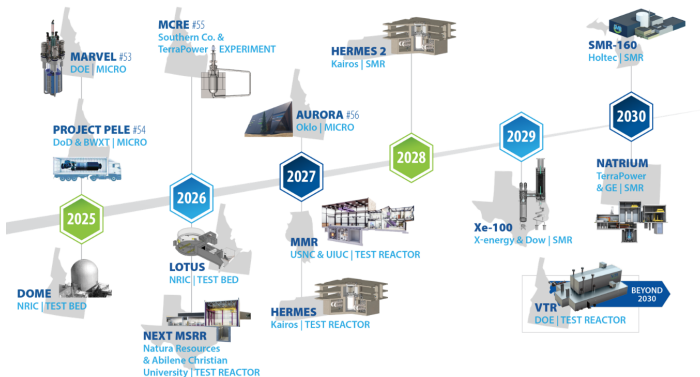 MARVEL #53
DOE | MICRO
PROJECT PELE #54
DoD & BWXT | MICRO
2025
DOME
NRIC | TEST BED
MCRE #55
Southern Co. &
TerraPower | EXPERIMENT
2026
LOTUS
NRIC | TEST BED
NEXT MSRR
Natura Resources
& Abilene Christian
University | TEST REACTOR
AURORA #56
Oklo | MICRO
2027
MMR
USNC & UIUC | TEST REACTOR
HERMES
Kairos | TEST REACTOR
HERMES 2
Kairos | SMR
2028
2029
Xe-100
X-energy & Dow | SMR
SMR-160
Holtec | SMR
2030
NATRIUM
TerraPower
& GE | SMR
VTR
DOE | TEST REACTOR
BEYOND
2030